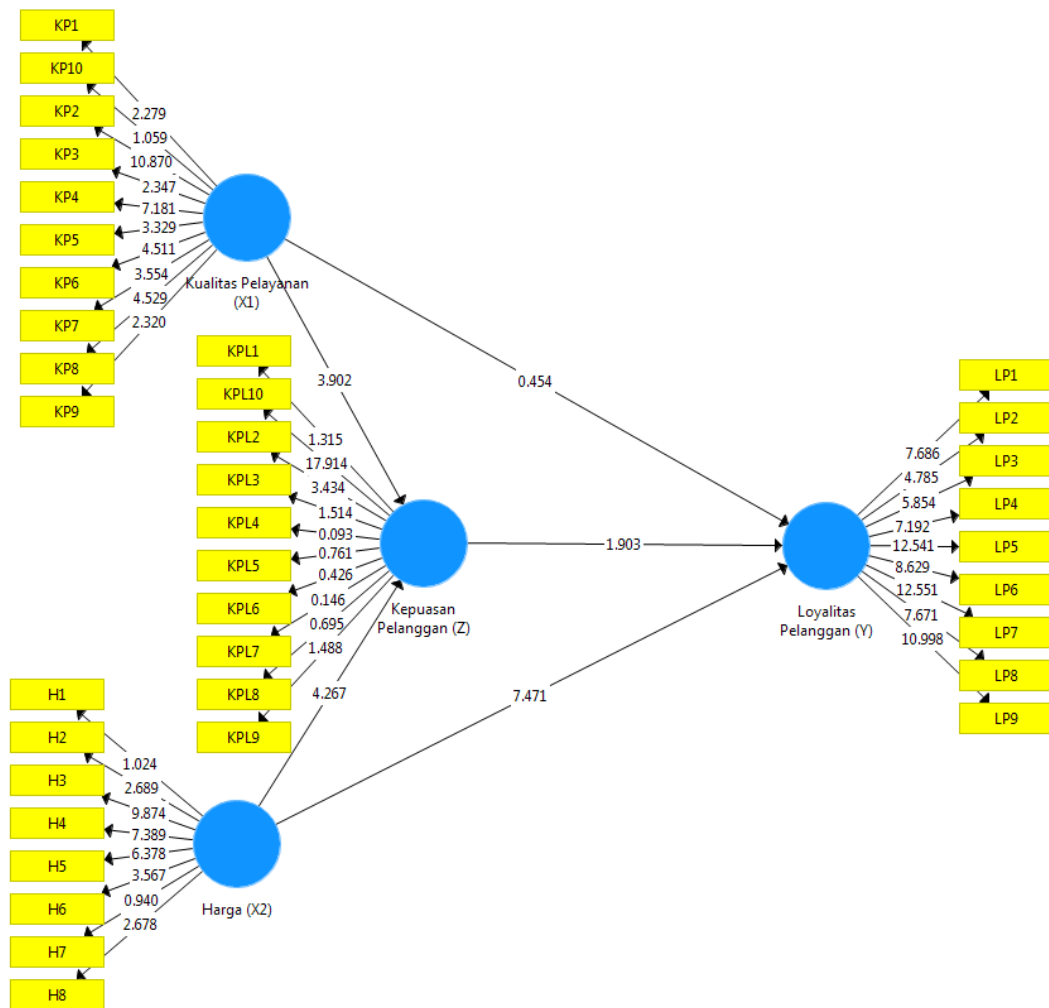 KP1
KP10
KP2
KP3
KP4
KP5
KP6
KP7
KP8
KP9
2.279
1.059
10.870
2.347
7.181
3.329
4.511
3.554
4.529
2.320
Kualitas Pelayanan
(X1)
3.902
0.454
KPL1
KPL10
KPL2
KPL3
KPL4
KPL5
KPL6
KPL7
KPL8
KPL9
1.315
17.914
3.434
1.514
0.093
0.761
0.426
0.146
0.695
1.488
Kepuasan
Pelanggan (Z)
1.903
4.267
7.471
H1
H2
H3
H4
H5
H6
H7
H8
1.024
2.689
9.874
7.389
6.378
3.567
0.940
2.678
Harga (X2)
Loyalitas
Pelanggan (Y)
7.686
4.785
5.854
7.192
12.541
8.629
12.551
7.671
10.998
LP1
LP2
LP3
LP4
LP5
LP6
LP7
LP8
LP9